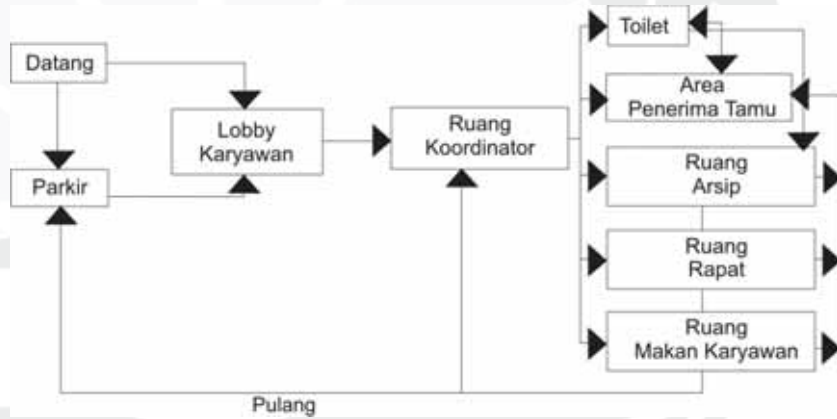 Datang
Parkir
Lobby
Karyawan
Ruang
Koordinator
Toilet
Area
Penerima Tamu
Ruang
Arsip
Ruang
Rapat
Ruang
Makan Karyawan
Pulang